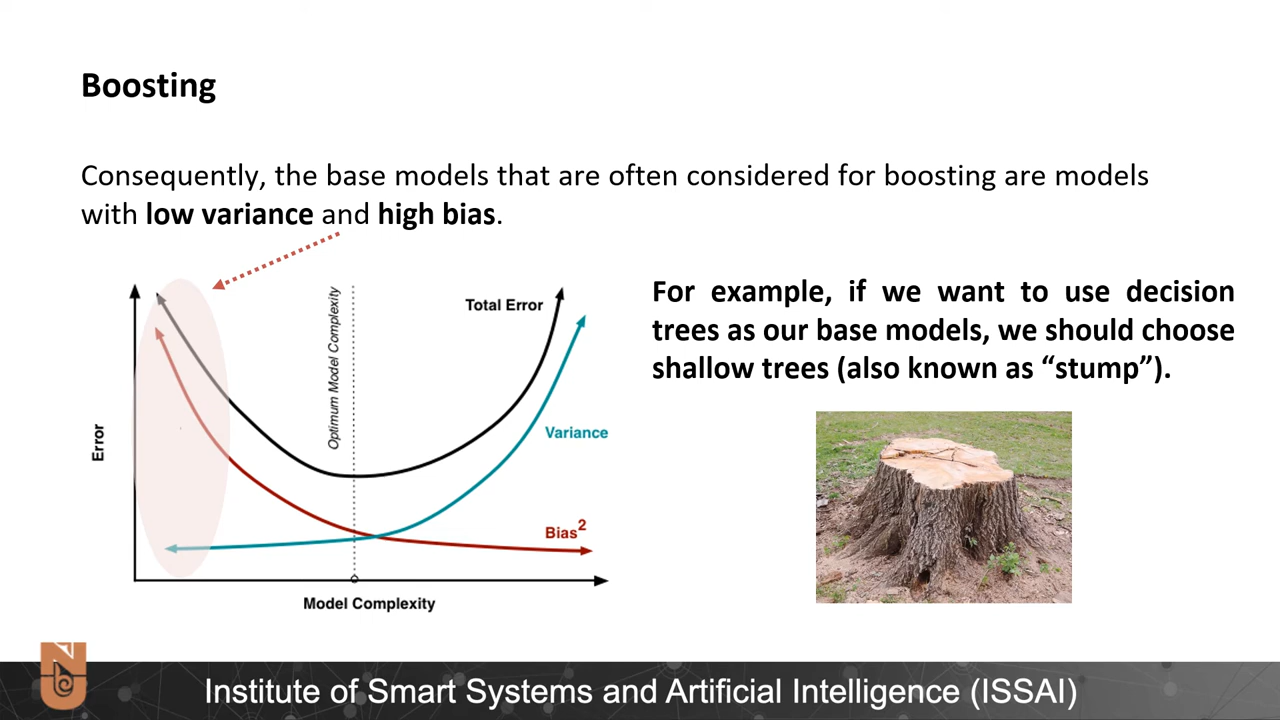 Boosting
Consequently, the base models that are often considered for boosting are models
with low variance and high bias.
Optimum Model Complexity
Total Error
Variance
Bias²
Error
Model Complexity
For example, if we want to use decision
trees as our base models, we should choose
shallow trees (also known as “stump”).
Institute of Smart Systems and Artificial Intelligence (ISSAI)